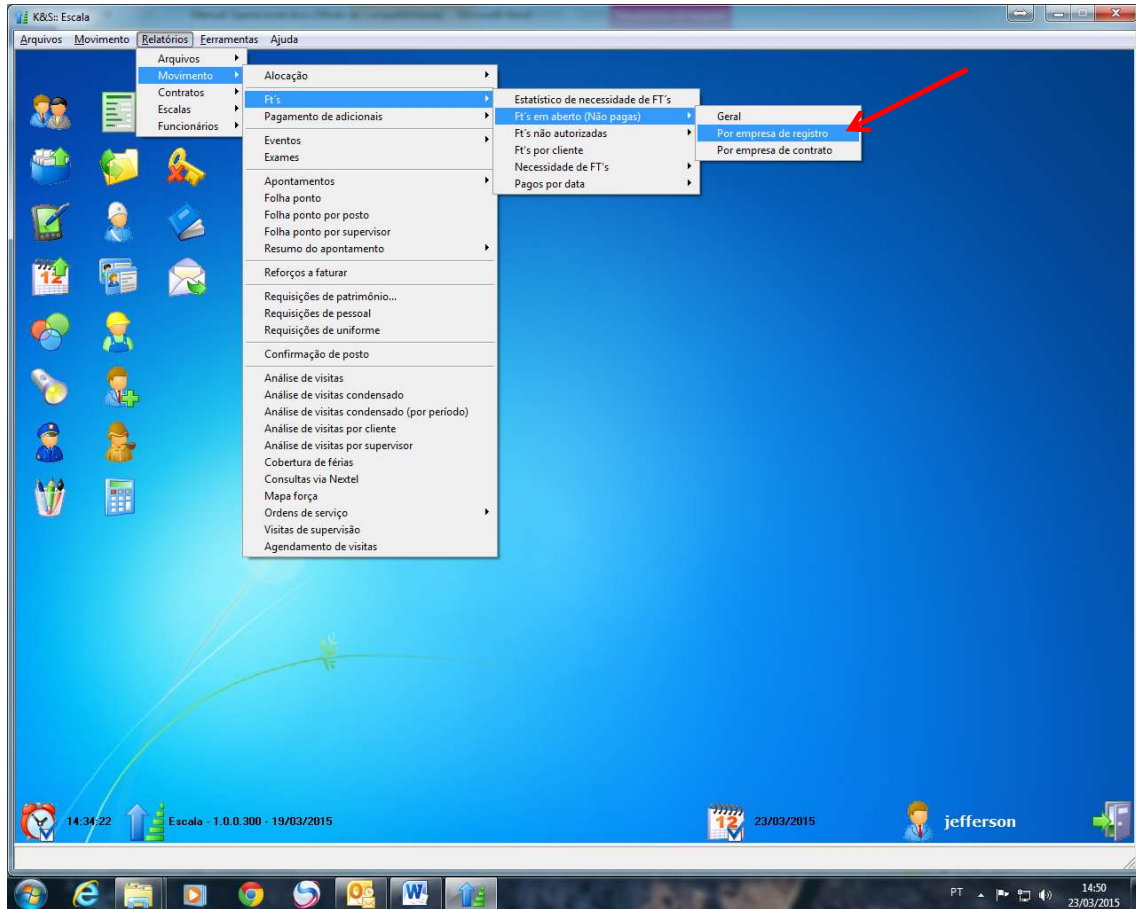 K&S:: Escala
Arquivos Movimento Relatórios Ferramentas Ajuda
Arquivos
Movimento
Contratos
Escalas
Funcionários
Alocação
Ft's
Pagamento de adicionais
Eventos
Exames
Apontamentos
Folha ponto
Folha ponto por posto
Folha ponto por supervisor
Resumo do apontamento
Reforços a faturar
Requisições de patrimônio...
Requisições de pessoal
Requisições de uniforme
Confirmação de posto
Análise de visitas
Análise de visitas condensado
Análise de visitas condensado (por período)
Análise de visitas por cliente
Análise de visitas por supervisor
Cobertura de férias
Consultas via Nextel
Mapa força
Ordens de serviço
Visitas de supervisão
Agendamento de visitas
Estatístico de necessidade de FT´s
Ft´s em aberto (Não pagas)
Ft´s não autorizadas
Ft's por cliente
Necessidade de FT's
Pagos por data
Geral
Por empresa de registro
Por empresa de contrato
12
14:34:22 Escala - 1.0.0.300 - 19/03/2015 12 23/03/2015 jefferson
PT 14:50
23/03/2015